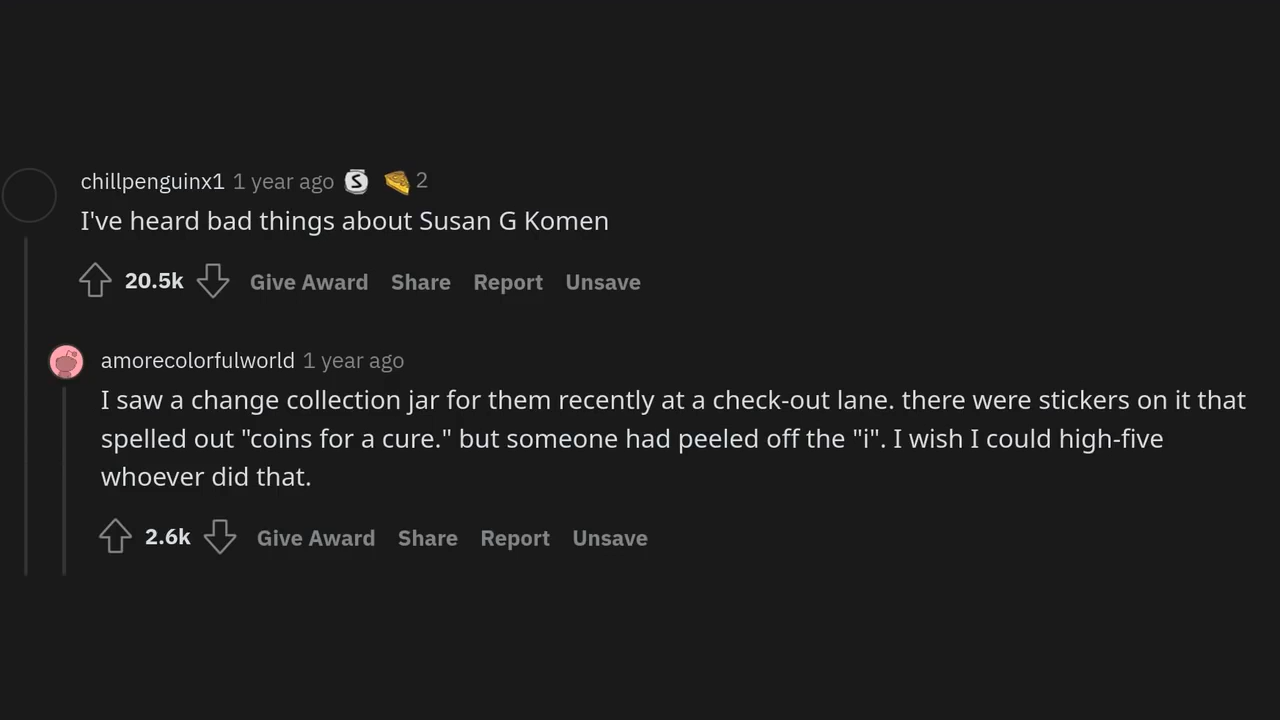 chillpenguinx1 1 year ago S 2
I've heard bad things about Susan G Komen
20.5k Give Award Share Report Unsave
amorecolorfulworld 1 year ago
I saw a change collection jar for them recently at a check-out lane. there were stickers on it that
spelled out "coins for a cure." but someone had peeled off the "i". I wish I could high-five
whoever did that.
2.6k Give Award Share Report Unsave